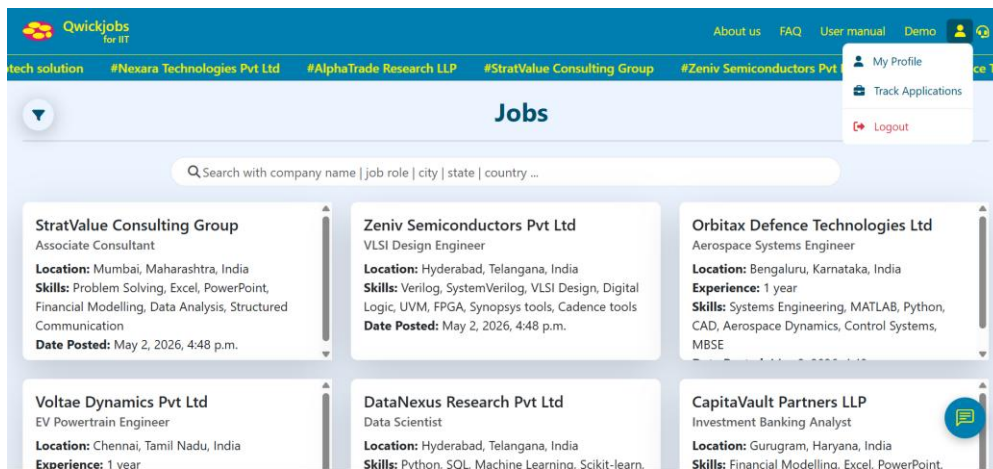 Qwickjobs
for IIT
About us FAQ User manual Demo
tech solution #Nexara Technologies Pvt Ltd #AlphaTrade Research LLP #StratValue Consulting Group #Zeniv Semiconductors Pvt
My Profile
Track Applications
Logout
Jobs
Search with company name | job role | city | state | country ...
StratValue Consulting Group
Associate Consultant
Location: Mumbai, Maharashtra, India
Skills: Problem Solving, Excel, PowerPoint,
Financial Modelling, Data Analysis, Structured
Communication
Date Posted: May 2, 2026, 4:48 p.m.
Zeniv Semiconductors Pvt Ltd
VLSI Design Engineer
Location: Hyderabad, Telangana, India
Skills: Verilog, SystemVerilog, VLSI Design, Digital
Logic, UVM, FPGA, Synopsys tools, Cadence tools
Date Posted: May 2, 2026, 4:48 p.m.
Orbitax Defence Technologies Ltd
Aerospace Systems Engineer
Location: Bengaluru, Karnataka, India
Experience: 1 year
Skills: Systems Engineering, MATLAB, Python,
CAD, Aerospace Dynamics, Control Systems,
MBSE
Voltae Dynamics Pvt Ltd
EV Powertrain Engineer
Location: Chennai, Tamil Nadu, India
Experience: 1 year
DataNexus Research Pvt Ltd
Data Scientist
Location: Hyderabad, Telangana, India
Skills: Python, SQL, Machine Learning, Scikit-learn,
CapitaVault Partners LLP
Investment Banking Analyst
Location: Gurugram, Haryana, India
Skills: Financial Modelling, Excel, PowerPoint,